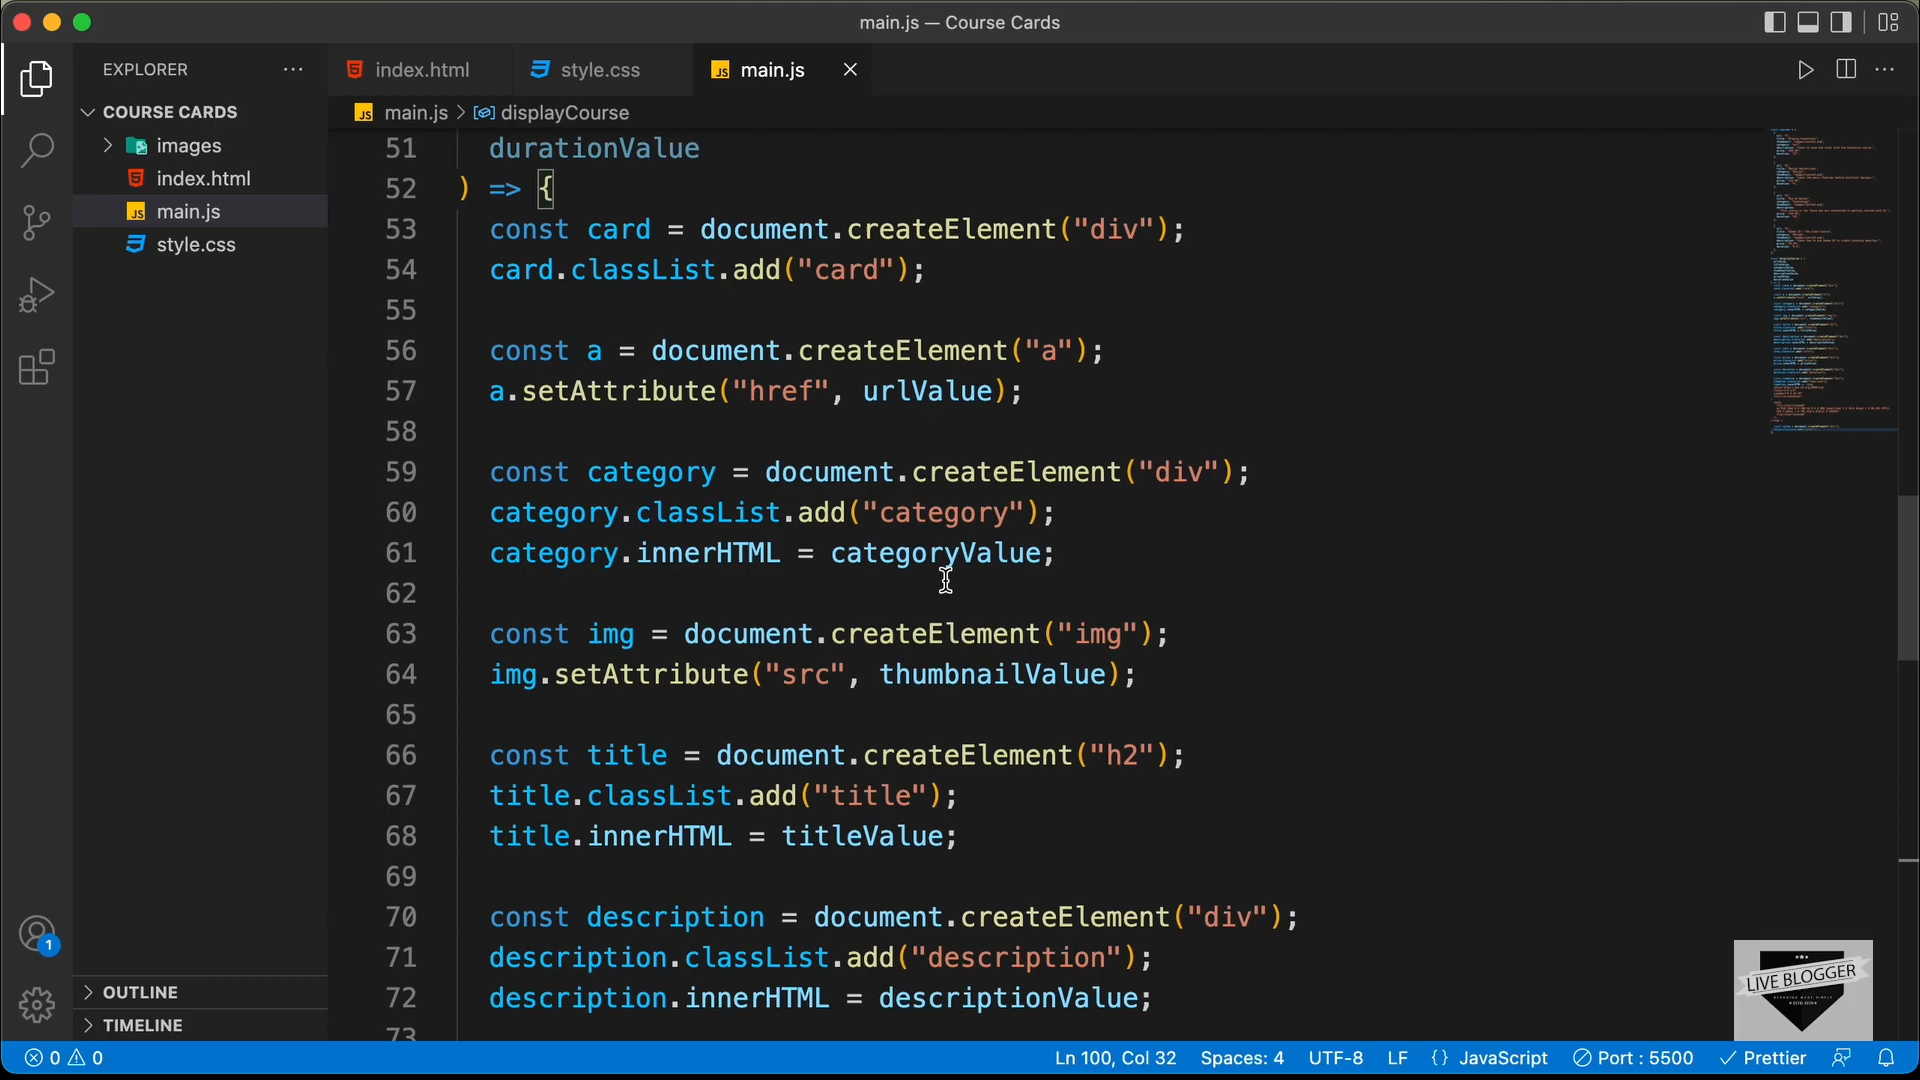 main.js — Course Cards
EXPLORER
index.html
style.css
JS main.js
COURSE CARDS
images
index.html
JS main.js
style.css
JS main.js > displayCourse
51 durationValue
52 ) => {
53 const card = document.createElement("div");
54 card.classList.add("card");
55
56 const a = document.createElement("a");
57 a.setAttribute("href", urlValue);
58
59 const category = document.createElement("div");
60 category.classList.add("category");
61 category.innerHTML = categoryValue;
62
63 const img = document.createElement("img");
64 img.setAttribute("src", thumbnailValue);
65
66 const title = document.createElement("h2");
67 title.classList.add("title");
68 title.innerHTML = titleValue;
69
70 const description = document.createElement("div");
71 description.classList.add("description");
72 description.innerHTML = descriptionValue;
73
1
OUTLINE
TIMELINE
LIVE BLOGGER
0 0
Ln 100, Col 32
Spaces: 4
UTF-8
LF
{} JavaScript
Port : 5500
Prettier